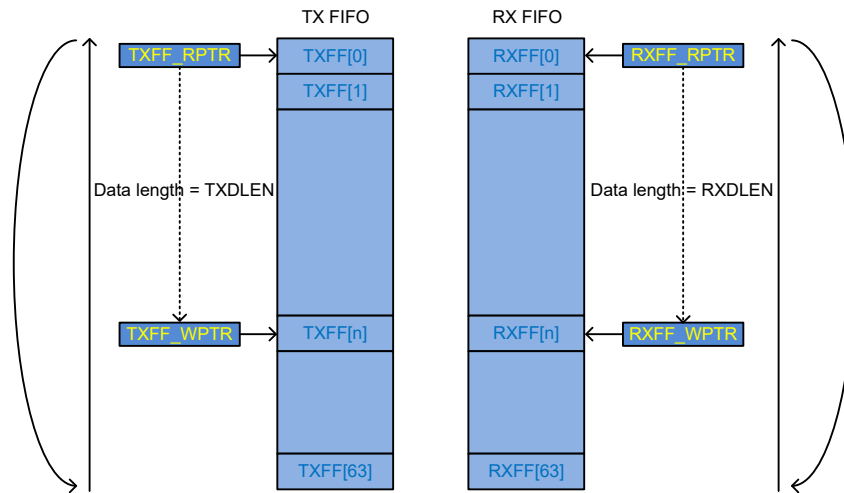 TX FIFO
RX FIFO
TXFF_RPTR
TXFF[0]
RXFF[0]
RXFF_RPTR
TXFF[1]
RXFF[1]
Data length = TXDLEN
Data length = RXDLEN
TXFF_WPTR
TXFF[n]
RXFF[n]
RXFF_WPTR
TXFF[63]
RXFF[63]